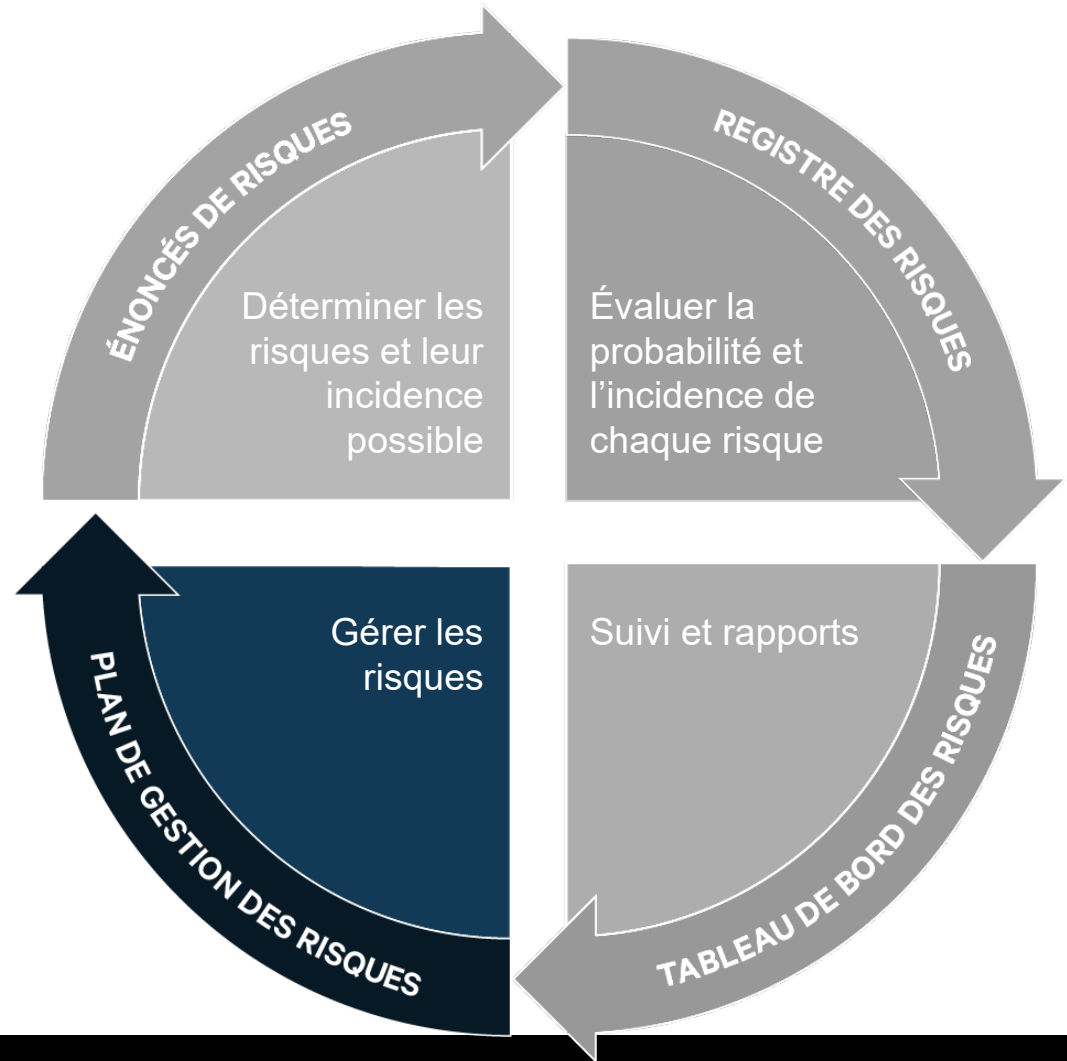 ÉNONCÉS DE RISQUES
Déterminer les
risques et leur
incidence
possible
REGISTRE DES RISQUES
Évaluer la
probabilité et
l’incidence de
chaque risque
TABLEAU DE BORD DES RISQUES
Suivi et rapports
PLAN DE GESTION DES RISQUES
Gérer les
risques